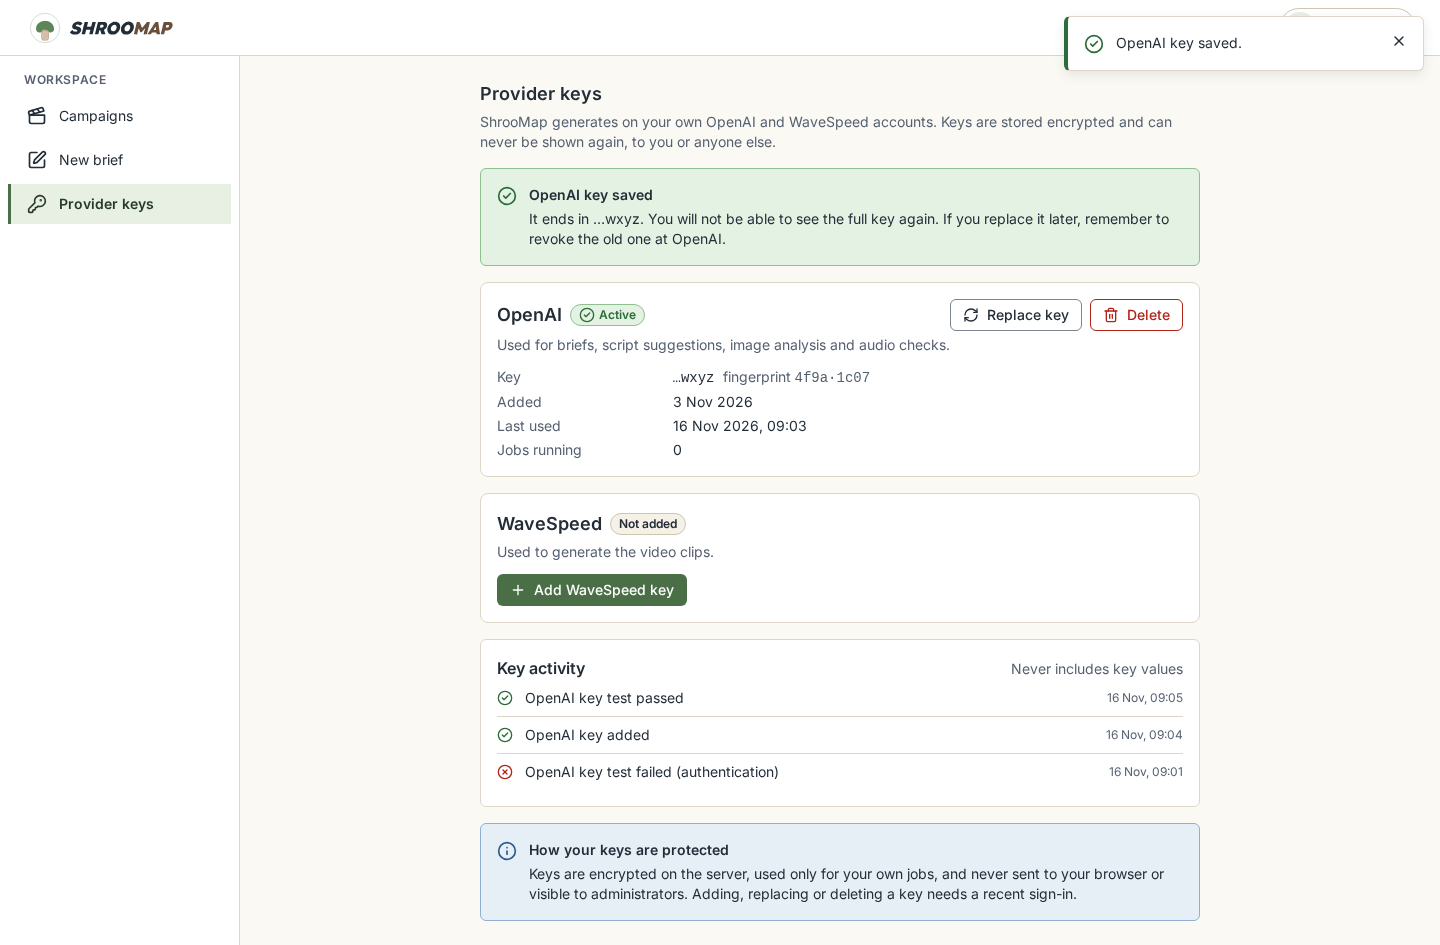 SHROOMAP
OpenAI key saved.
WORKSPACE
Campaigns
New brief
Provider keys
Provider keys
ShrooMap generates on your own OpenAI and WaveSpeed accounts. Keys are stored encrypted and can
never be shown again, to you or anyone else.
OpenAI key saved
It ends in …wxyz. You will not be able to see the full key again. If you replace it later, remember to
revoke the old one at OpenAI.
OpenAI Active Replace key Delete
Used for briefs, script suggestions, image analysis and audio checks.
Key …wxyz fingerprint 4f9a·1c07
Added 3 Nov 2026
Last used 16 Nov 2026, 09:03
Jobs running 0
WaveSpeed Not added
Used to generate the video clips.
Add WaveSpeed key
Key activity Never includes key values
OpenAI key test passed 16 Nov, 09:05
OpenAI key added 16 Nov, 09:04
OpenAI key test failed (authentication) 16 Nov, 09:01
How your keys are protected
Keys are encrypted on the server, used only for your own jobs, and never sent to your browser or
visible to administrators. Adding, replacing or deleting a key needs a recent sign-in.